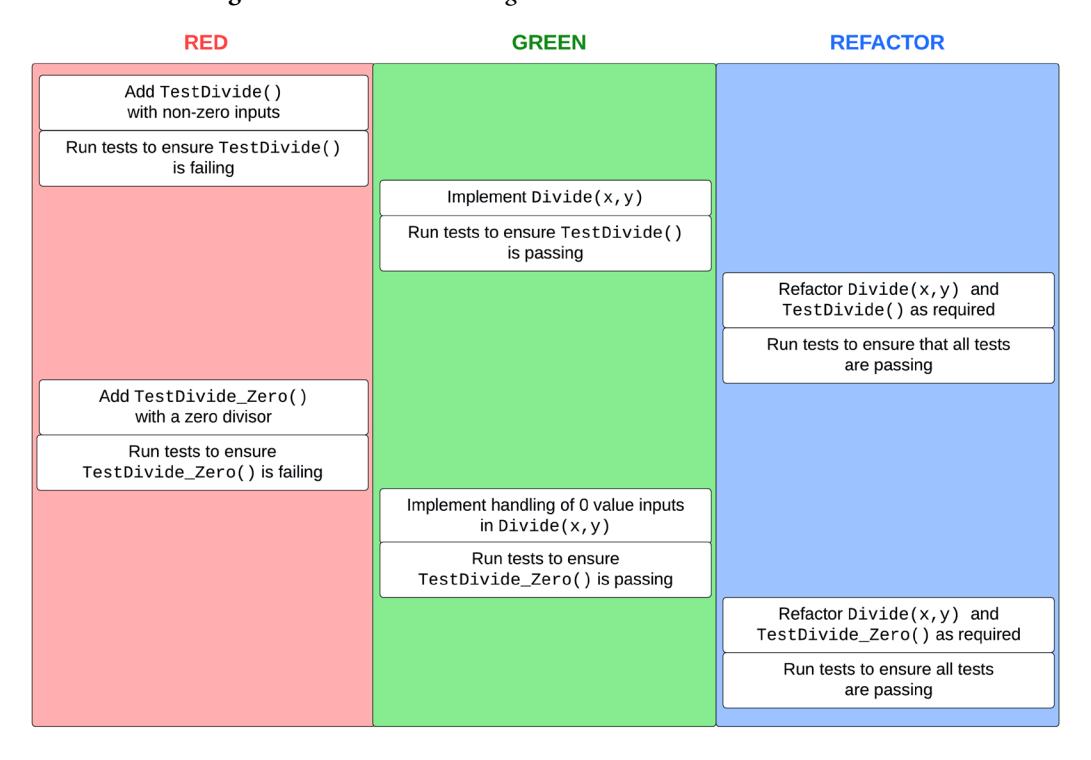 RED
GREEN
REFACTOR
Add TestDivide()
with non-zero inputs
Run tests to ensure TestDivide()
is failing
Implement Divide(x,y)
Run tests to ensure TestDivide()
is passing
Refactor Divide(x,y) and
TestDivide() as required
Run tests to ensure that all tests
are passing
Add TestDivide_Zero()
with a zero divisor
Run tests to ensure
TestDivide_Zero() is failing
Implement handling of 0 value inputs
in Divide(x,y)
Run tests to ensure
TestDivide_Zero() is passing
Refactor Divide(x,y) and
TestDivide_Zero() as required
Run tests to ensure all tests
are passing